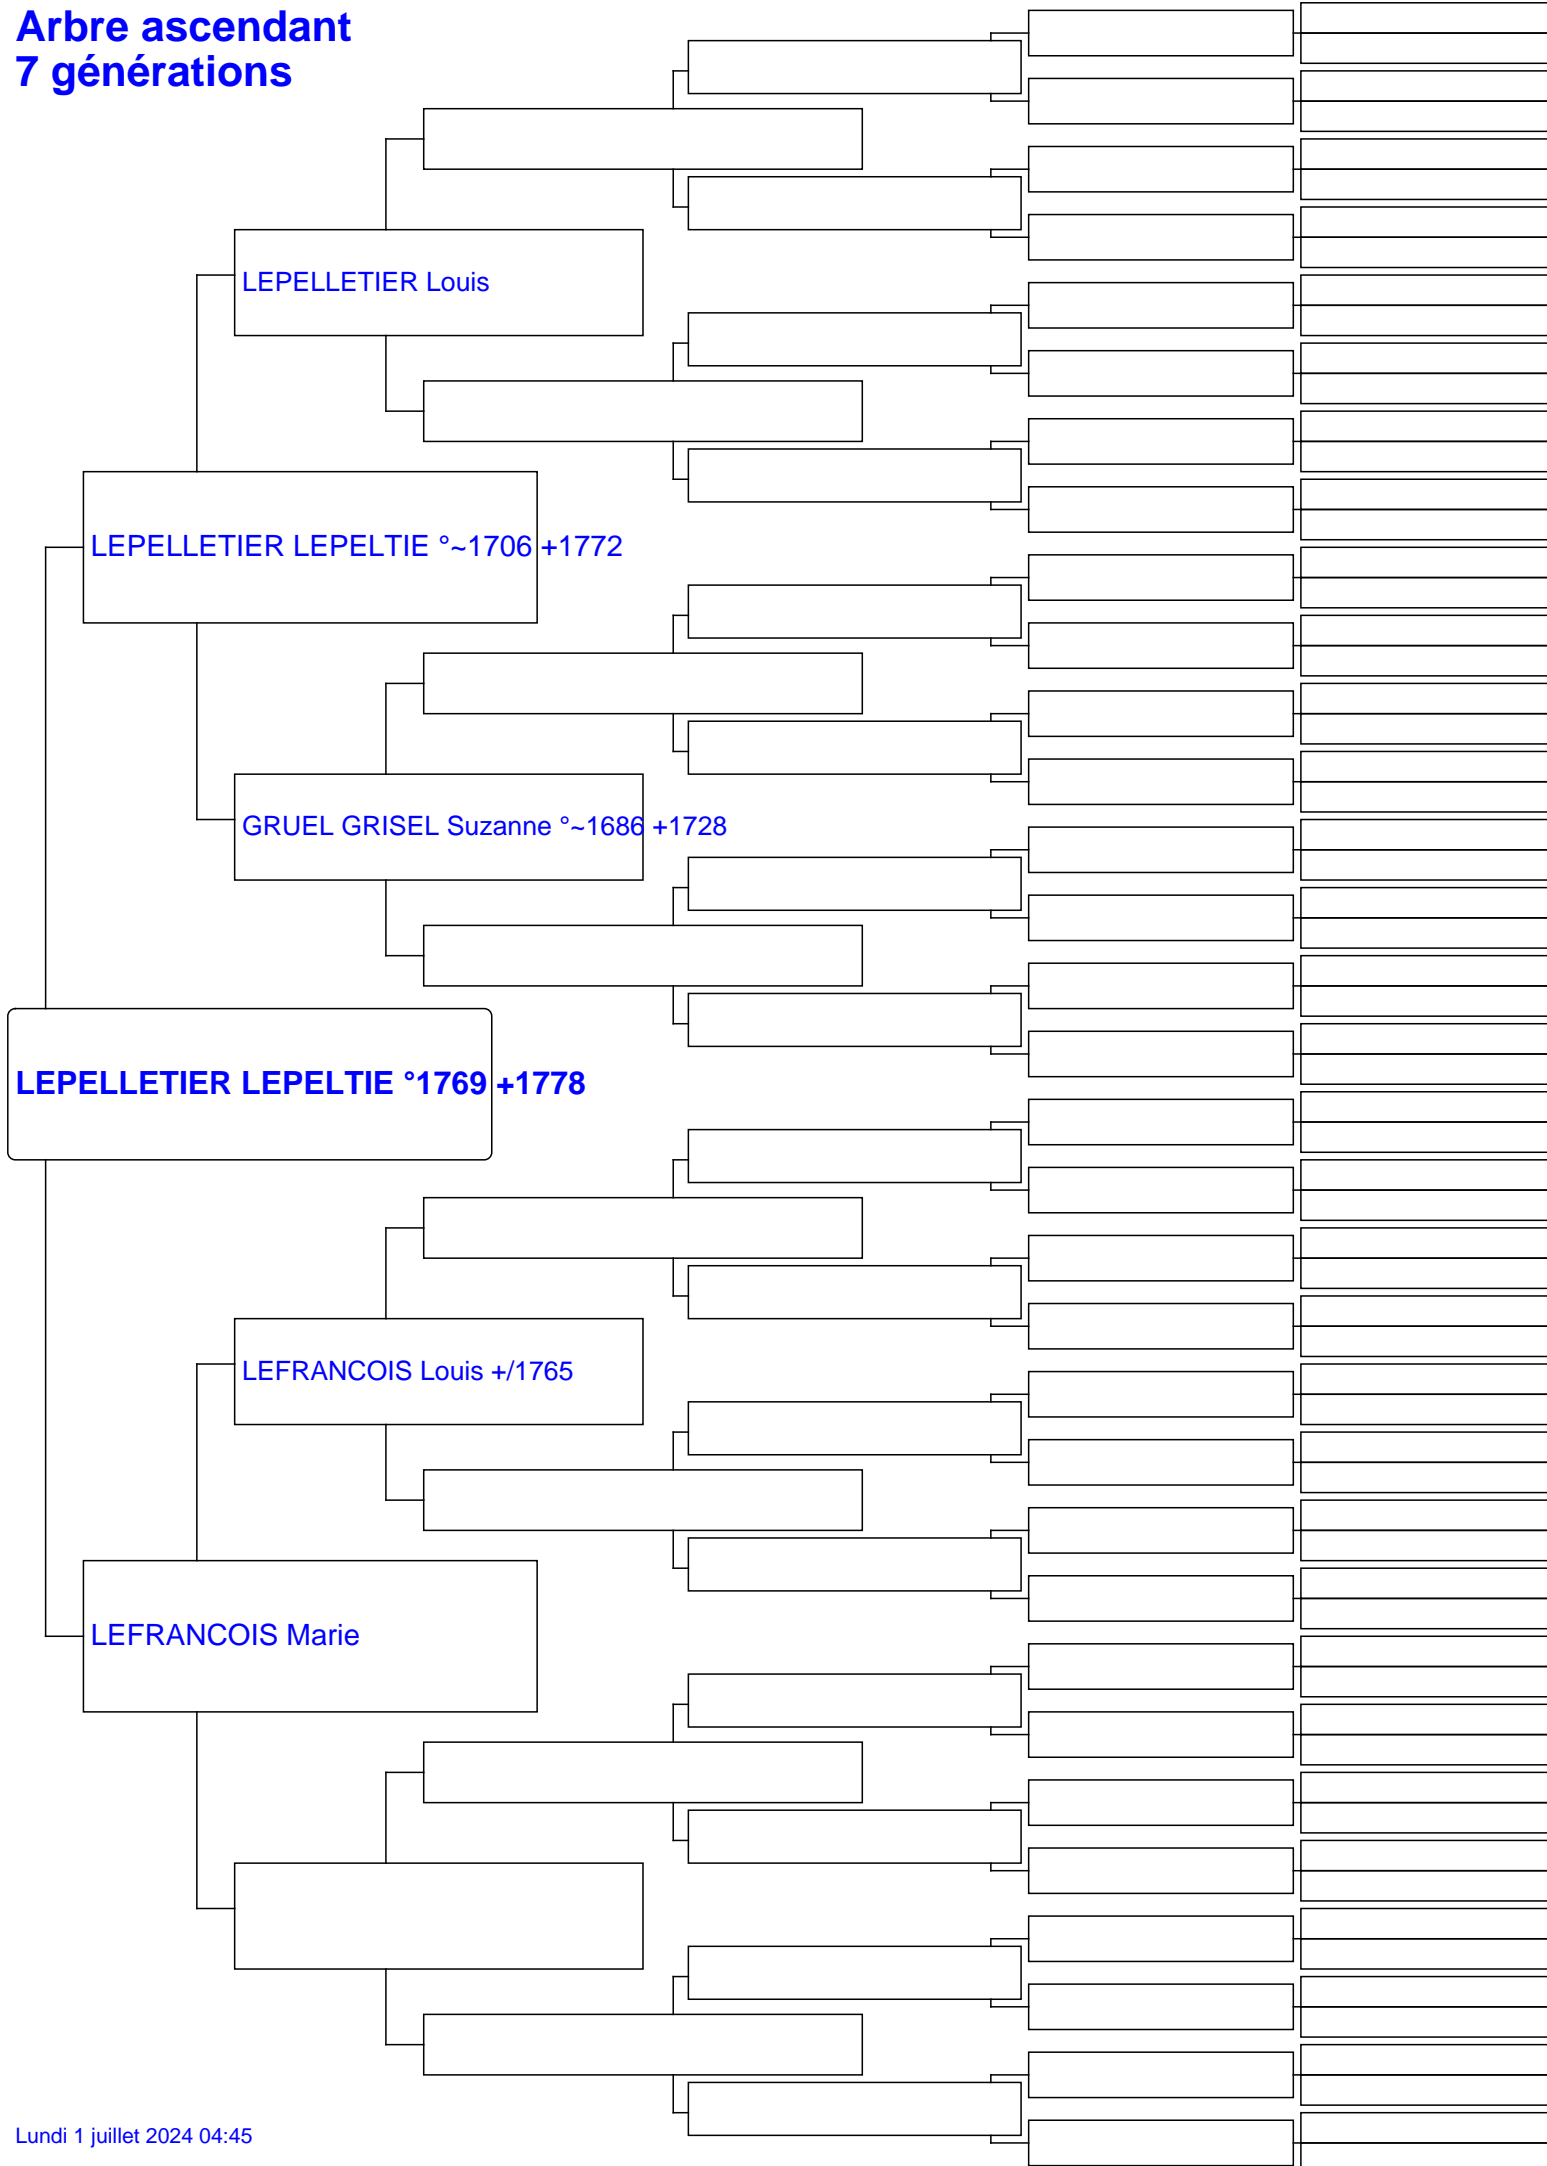 Arbre ascendant
7 générations
LEPELLETIER Louis
LEPELLETIER LEPELTIE °~1706 +1772
GRUEL GRISEL Suzanne °~1686 +1728
LEPELLETIER LEPELTIE °1769 +1778
LEFRANCOIS Louis +/1765
LEFRANCOIS Marie
Lundi 1 juillet 2024 04:45